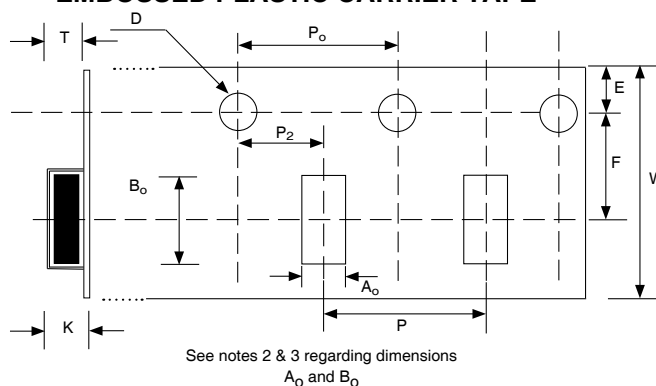 EMBOSSED PLASTIC CARRIER TAPE
D
T
Po
E
P2
F
Bo
W
Ao
K
P
See notes 2 & 3 regarding dimensions
AO and BO